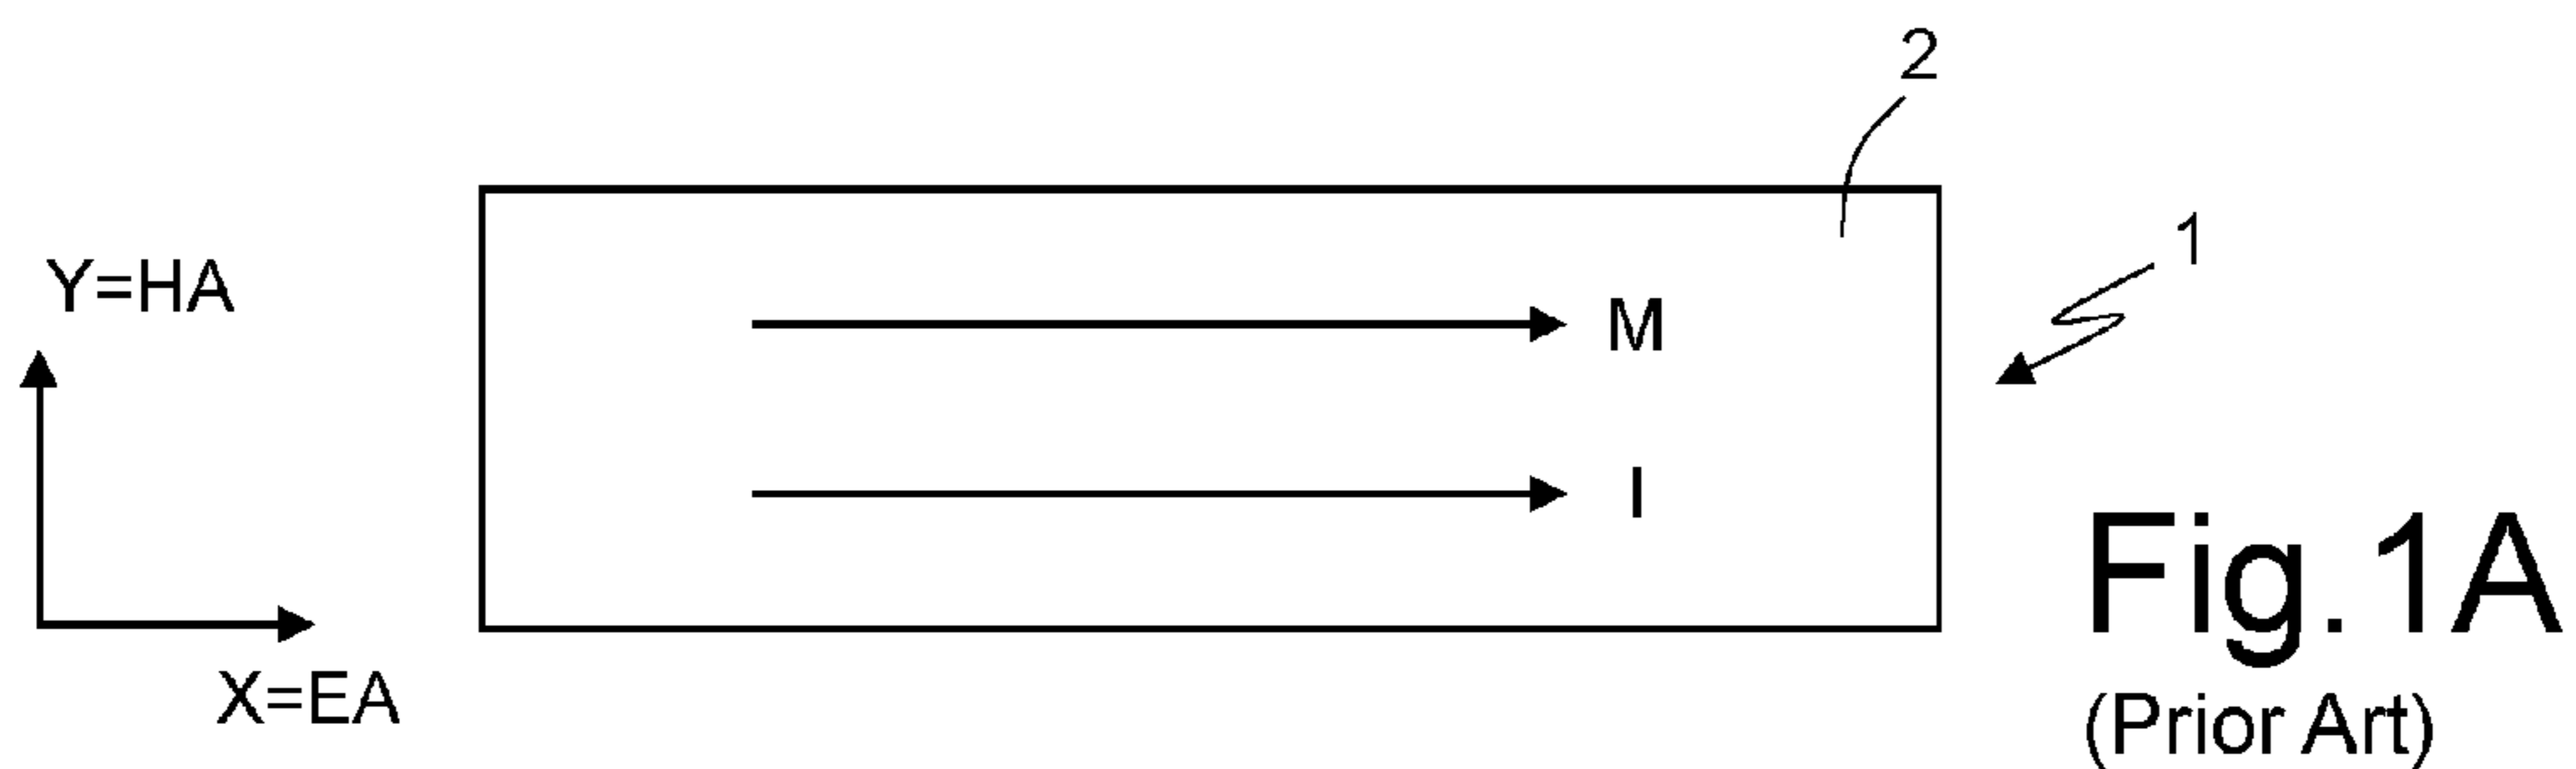 2
1
Y=HA
M
I
X=EA
Fig.1A
(Prior Art)